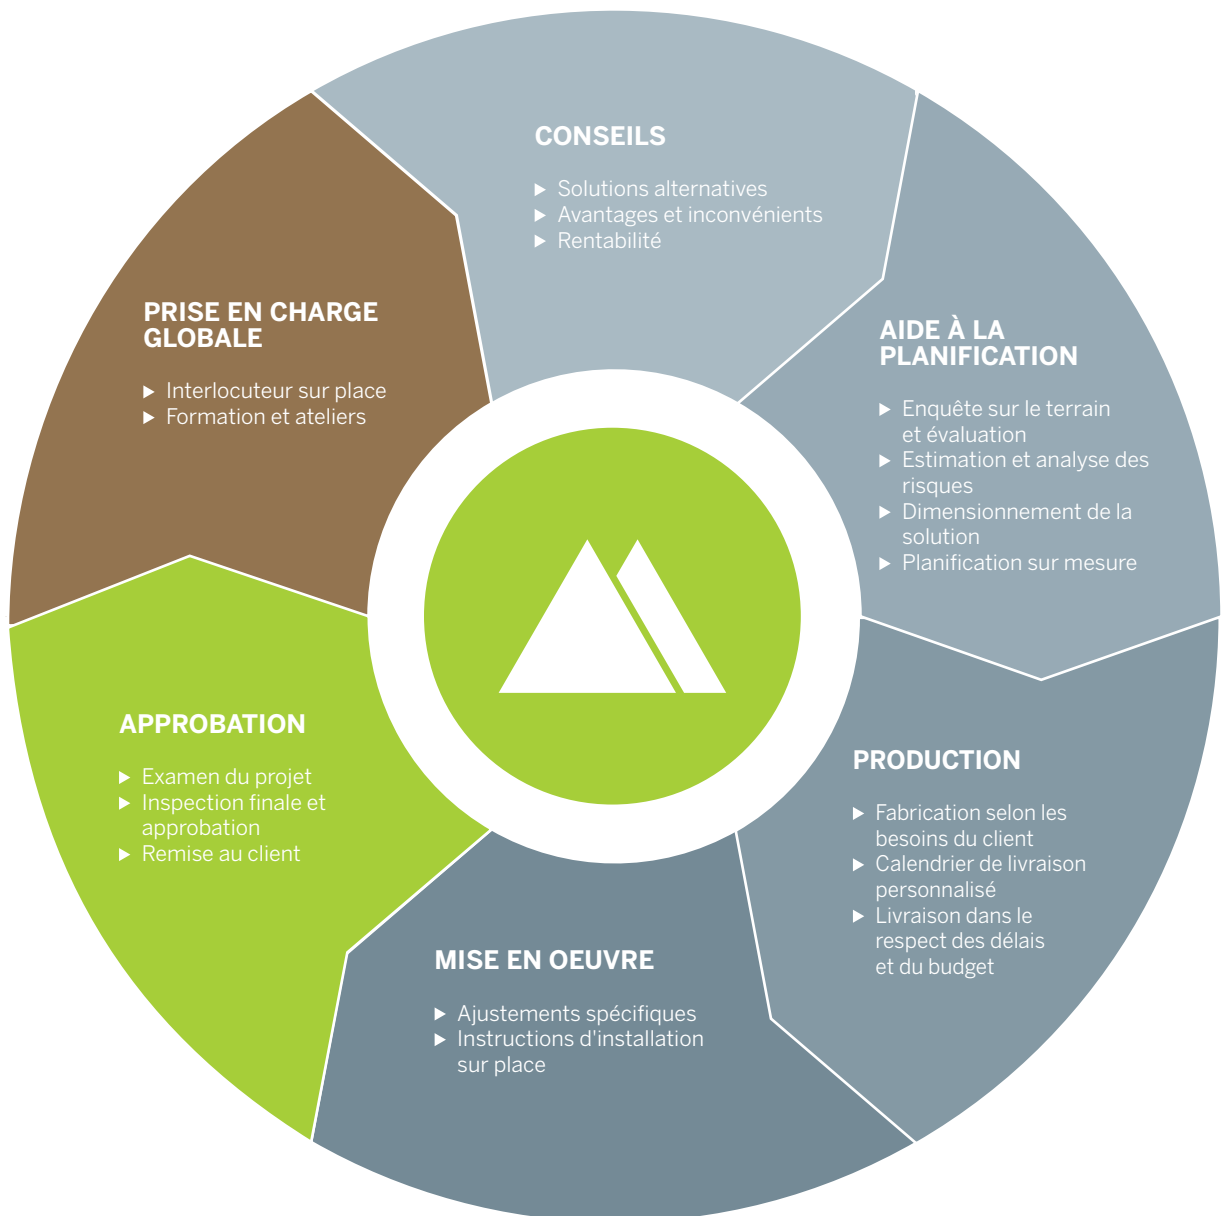 CONSEILS
► Solutions alternatives
► Avantages et inconvénients
► Rentabilité
AIDE À LA
PLANIFICATION
► Enquête sur le terrain
et évaluation
► Estimation et analyse des
risques
► Dimensionnement de la
solution
► Planification sur mesure
PRODUCTION
► Fabrication selon les
besoins du client
► Calendrier de livraison
personnalisé
► Livraison dans le
respect des délais
et du budget
MISE EN OEUVRE
► Ajustements spécifiques
► Instructions d'installation
sur place
APPROBATION
► Examen du projet
► Inspection finale et
approbation
► Remise au client
PRISE EN CHARGE
GLOBALE
► Interlocuteur sur place
► Formation et ateliers